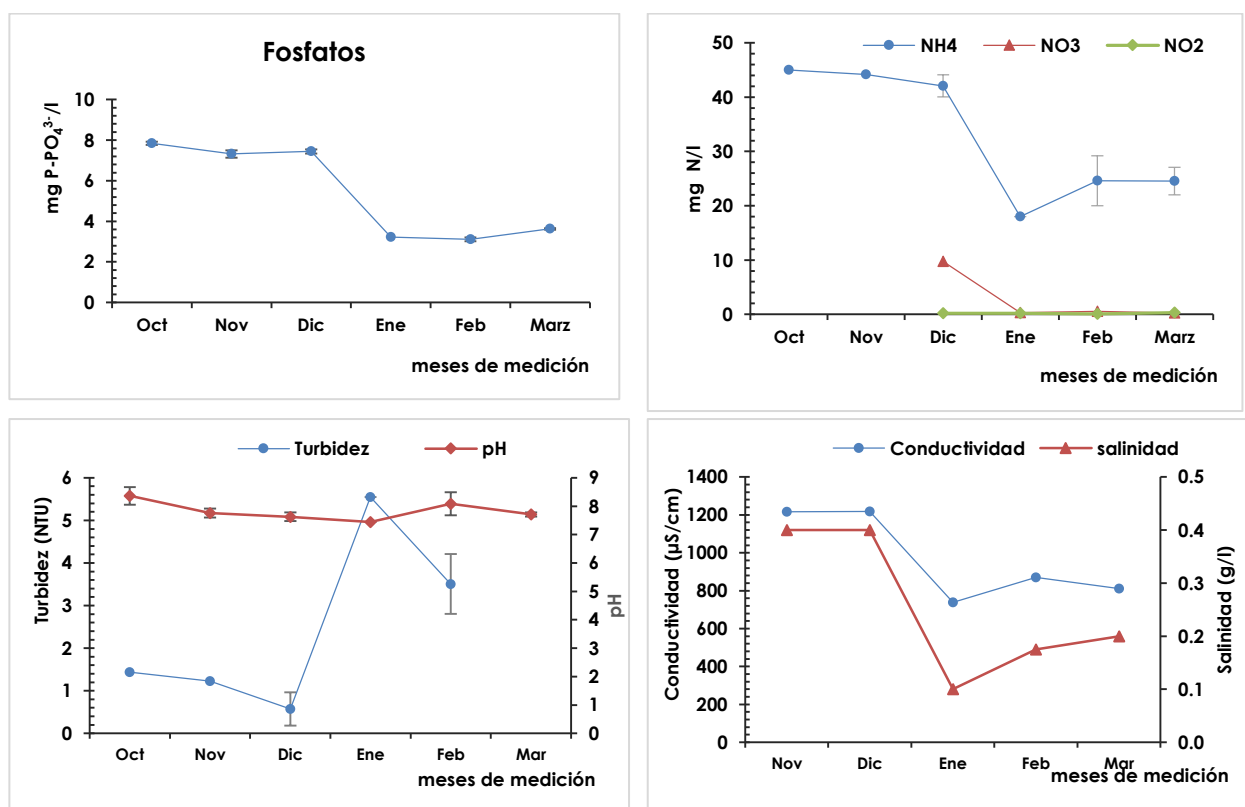 Fosfatos
mg P-PO₄³⁻/l
10
8
6
4
2
0
Oct Nov Dic Ene Feb Marz
meses de medición
NH4 NO3 NO2
mg N/l
50
40
30
20
10
0
Oct Nov Dic Ene Feb Marz
meses de medición
Turbidez pH
Turbidez (NTU)
6
5
4
3
2
1
0
9
8
7
6
5
4
3
2
1
0
pH
Oct Nov Dic Ene Feb Mar
meses de medición
Conductividad salinidad
Conductividad (µS/cm)
1400
1200
1000
800
600
400
200
0
0.5
0.4
0.3
0.2
0.1
0.0
Salinidad (g/l)
Nov Dic Ene Feb Mar
meses de medición